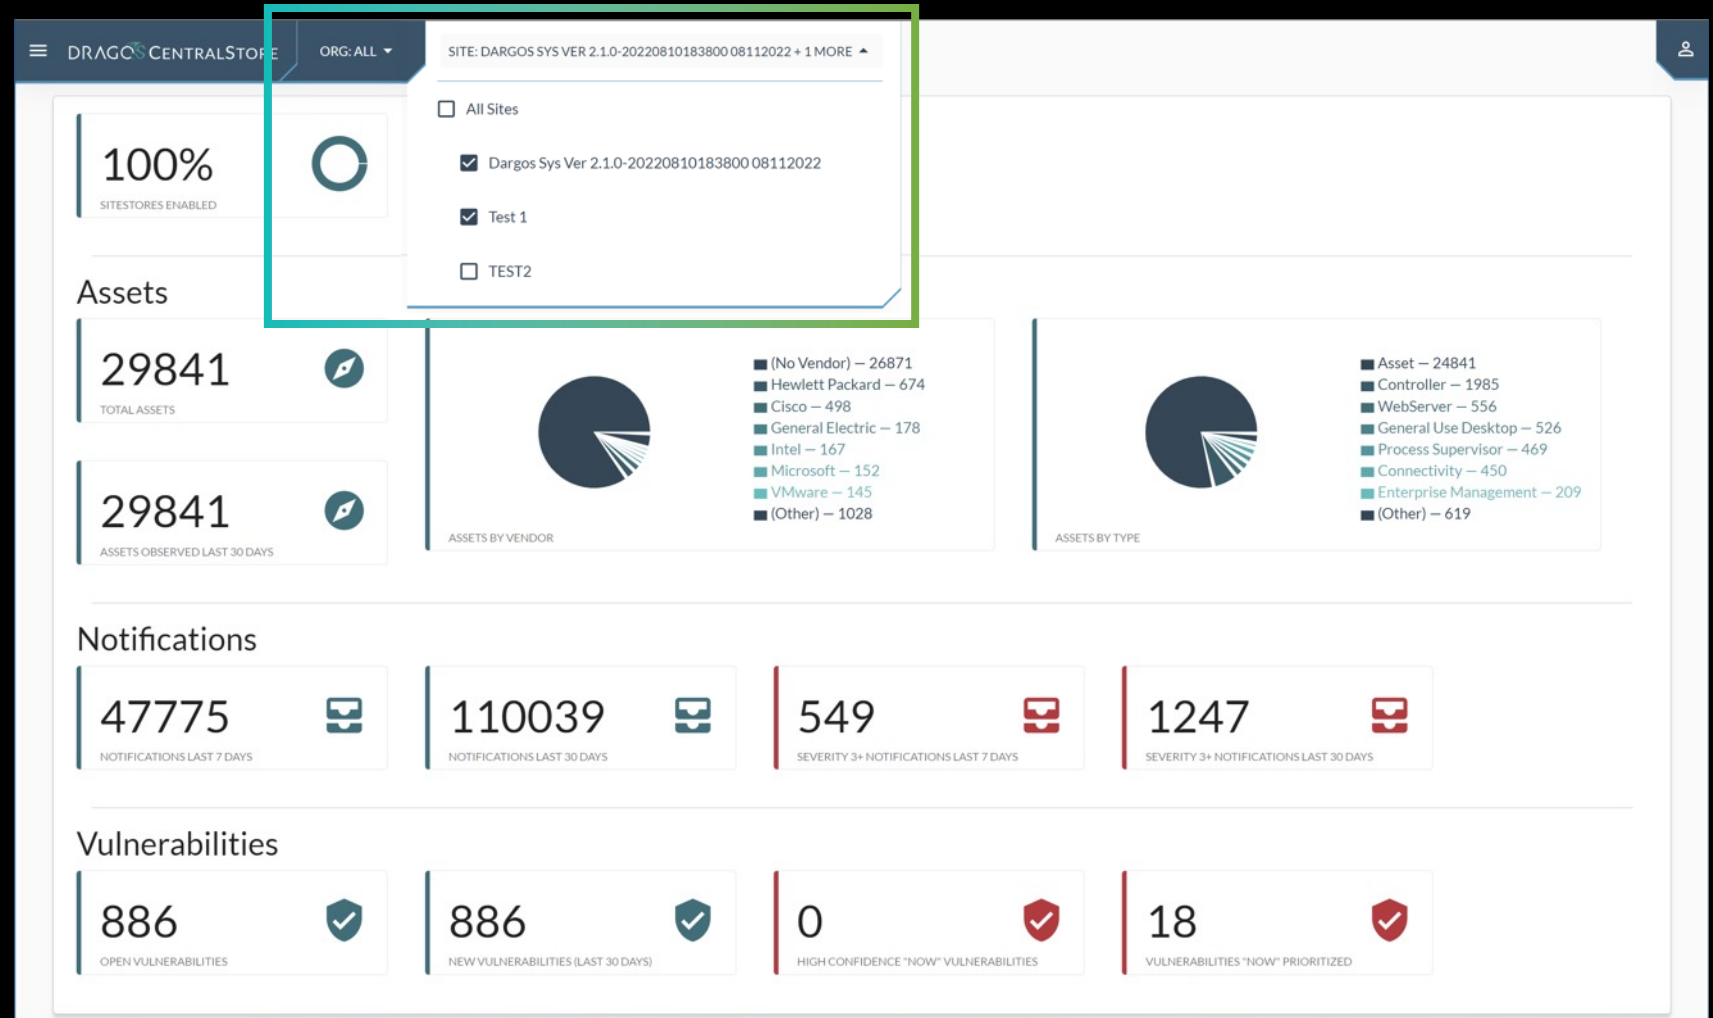 DRAGOS CENTRALSTORE
ORG: ALL
SITE: DARGOS SYS VER 2.1.0-20220810183800 08112022 + 1 MORE
All Sites
Dargos Sys Ver 2.1.0-20220810183800 08112022
Test 1
TEST2
100%
SITESTORES ENABLED
Assets
29841
TOTAL ASSETS
29841
ASSETS OBSERVED LAST 30 DAYS
(No Vendor) — 26871
Hewlett Packard — 674
Cisco — 498
General Electric — 178
Intel — 167
Microsoft — 152
VMware — 145
(Other) — 1028
ASSETS BY VENDOR
Asset — 24841
Controller — 1985
WebServer — 556
General Use Desktop — 526
Process Supervisor — 469
Connectivity — 450
Enterprise Management — 209
(Other) — 619
ASSETS BY TYPE
Notifications
47775
NOTIFICATIONS LAST 7 DAYS
110039
NOTIFICATIONS LAST 30 DAYS
549
SEVERITY 3+ NOTIFICATIONS LAST 7 DAYS
1247
SEVERITY 3+ NOTIFICATIONS LAST 30 DAYS
Vulnerabilities
886
OPEN VULNERABILITIES
886
NEW VULNERABILITIES (LAST 30 DAYS)
0
HIGH CONFIDENCE "NOW" VULNERABILITIES
18
VULNERABILITIES "NOW" PRIORITIZED